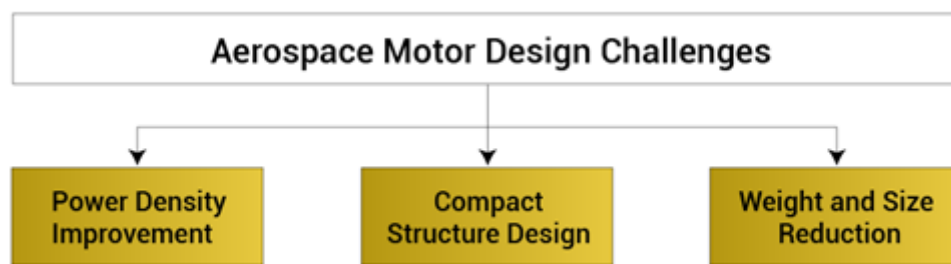 Aerospace Motor Design Challenges
Power Density
Improvement
Compact
Structure Design
Weight and Size
Reduction